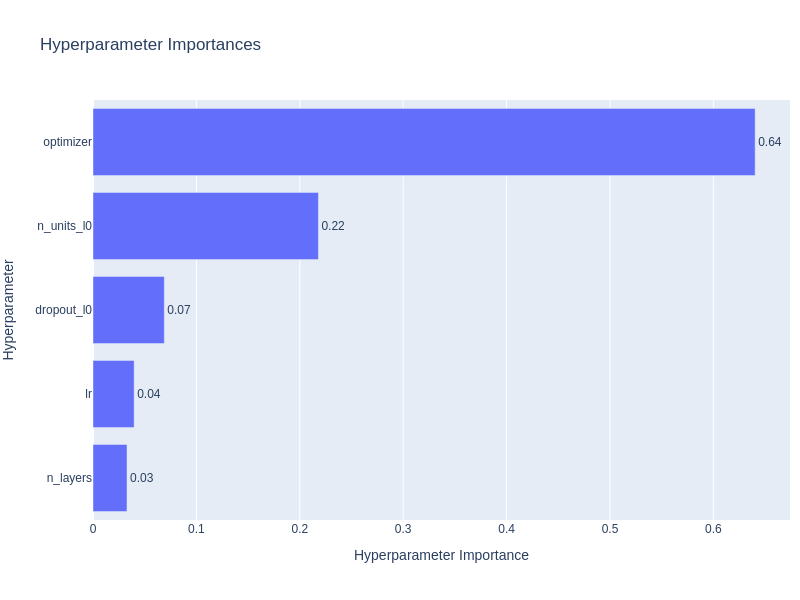 Hyperparameter Importances
Hyperparameter
optimizer 0.64
n_units_l0 0.22
dropout_l0 0.07
lr 0.04
n_layers 0.03
0 0.1 0.2 0.3 0.4 0.5 0.6
Hyperparameter Importance